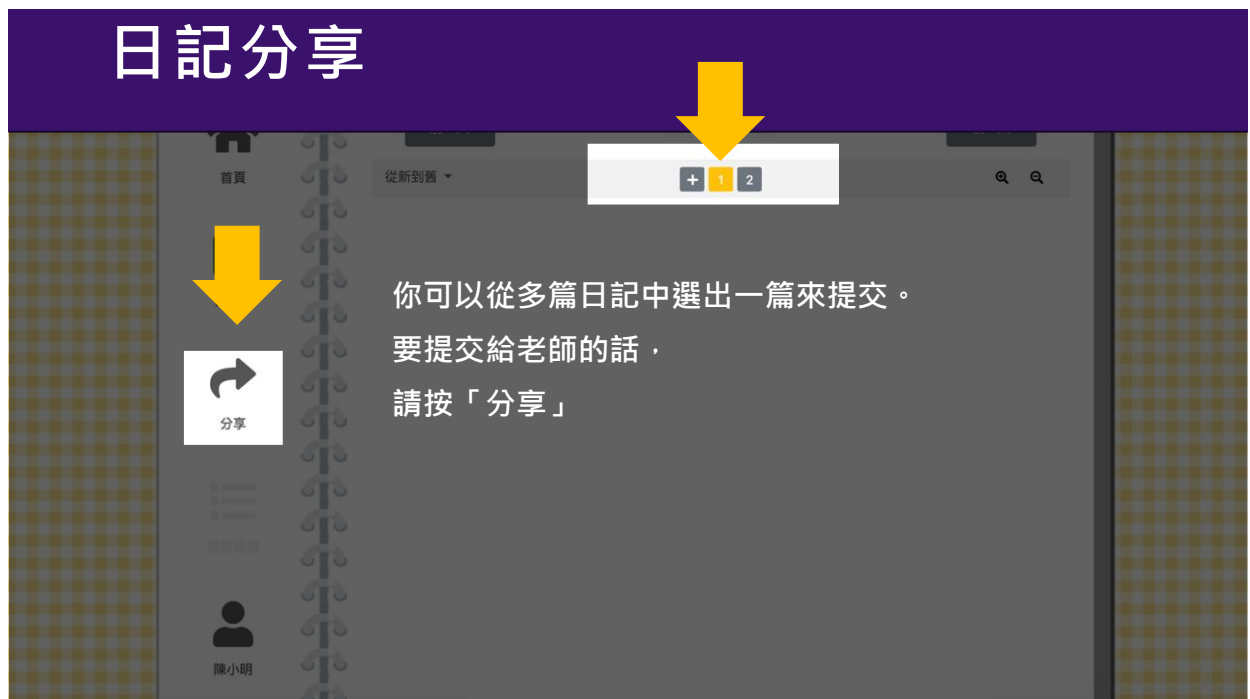 日記分享
首頁
從新到舊
+ 1 2
你可以從多篇日記中選出一篇來提交。
要提交給老師的話，
請按「分享」
分享
陳小明